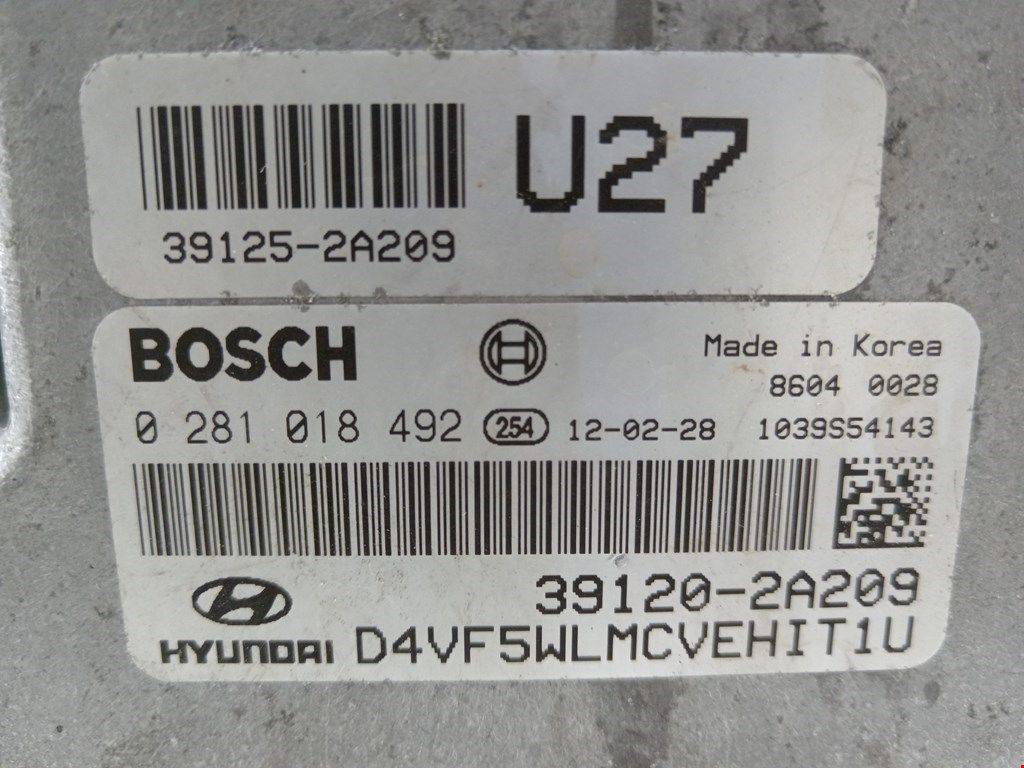 U27
39125-2A209
BOSCH
Made in Korea
8604 0028
0 281 018 492 254 12-02-28 1039S54143
39120-2A209
HYUNDAI D4VF5WLMCVEHIT1U